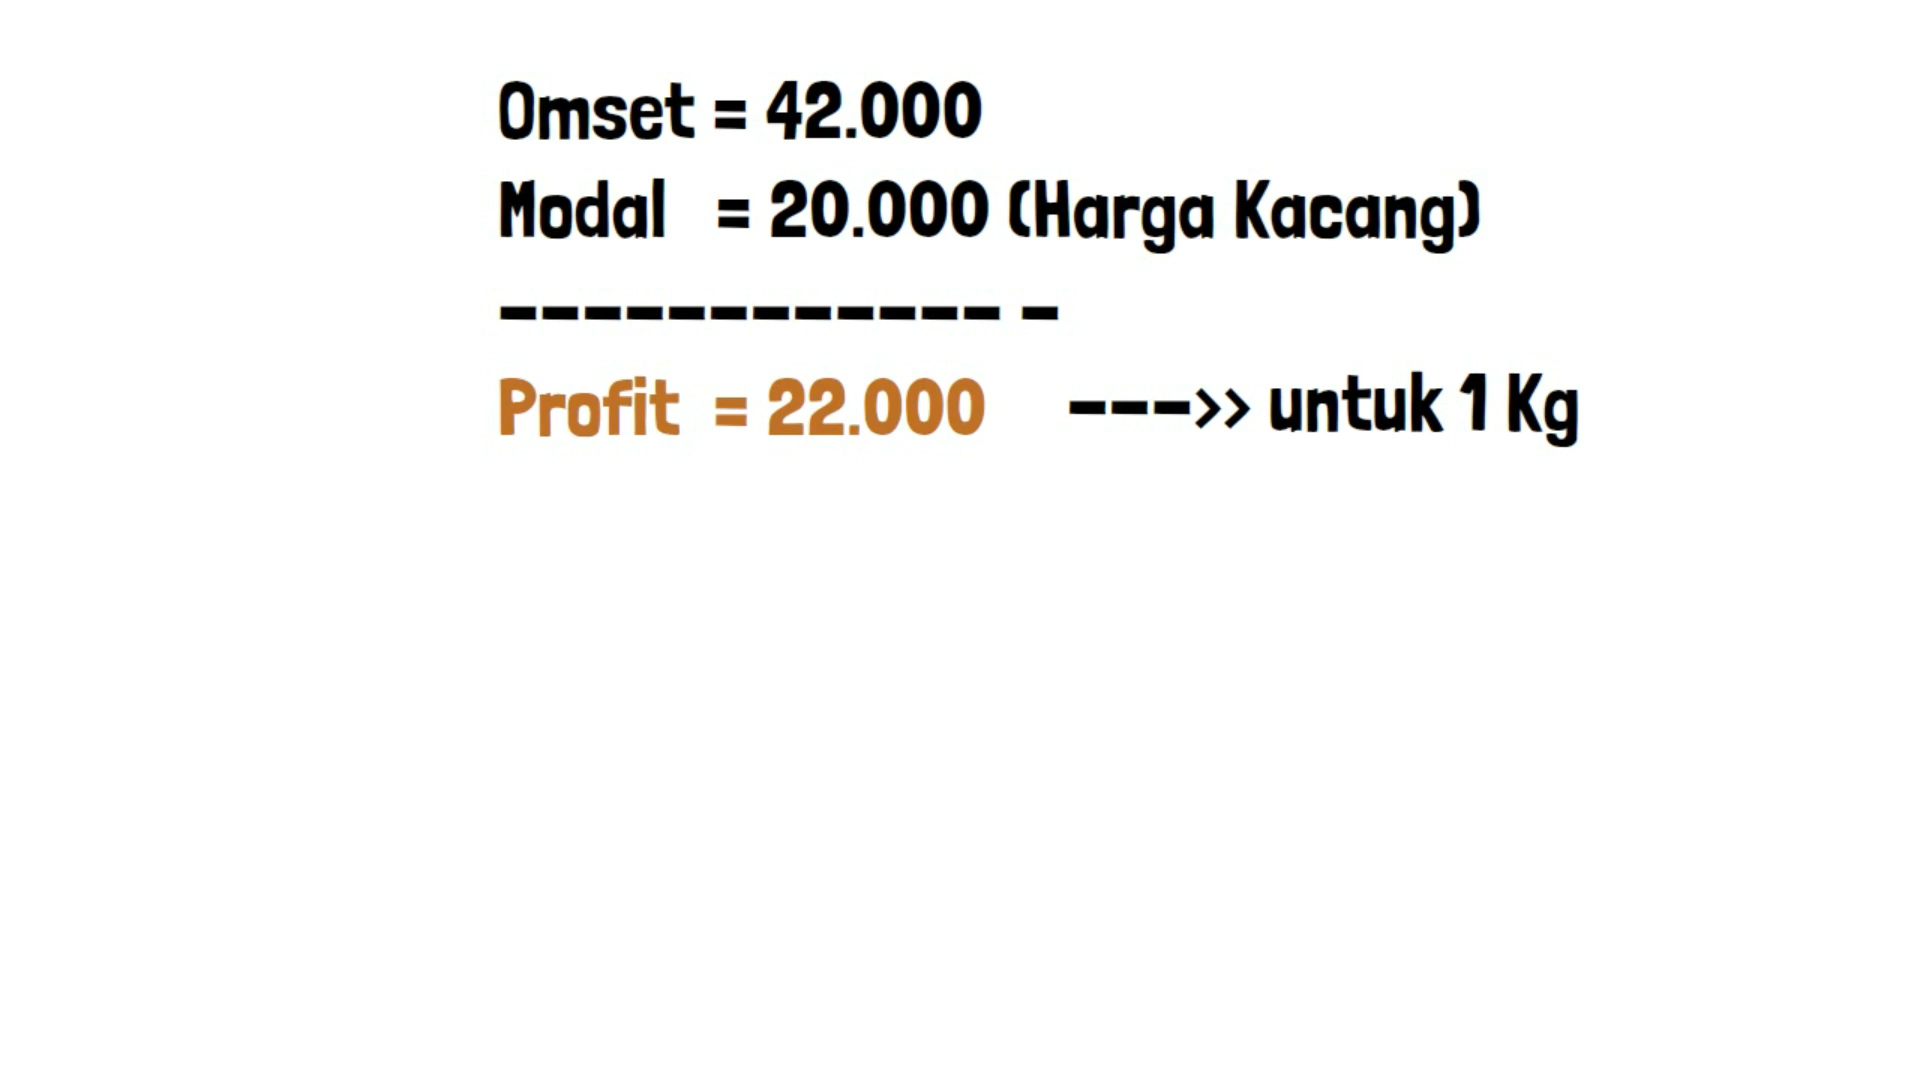 Omset = 42.000
Modal = 20.000 (Harga Kacang)
------------ -
Profit = 22.000 --->> untuk 1 Kg